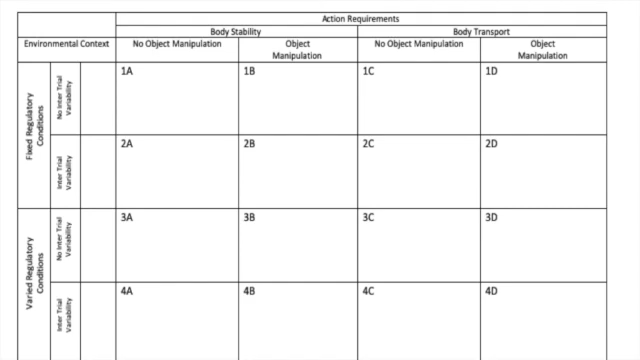 Action Requirements
Body Stability Body Transport
Environmental Context No Object Manipulation Object Manipulation No Object Manipulation Object Manipulation
Fixed Regulatory Conditions
No Inter Trial Variability
1A 1B 1C 1D
Inter Trial Variability
2A 2B 2C 2D
Varied Regulatory Conditions
No Inter Trial Variability
3A 3B 3C 3D
Inter Trial Variability
4A 4B 4C 4D